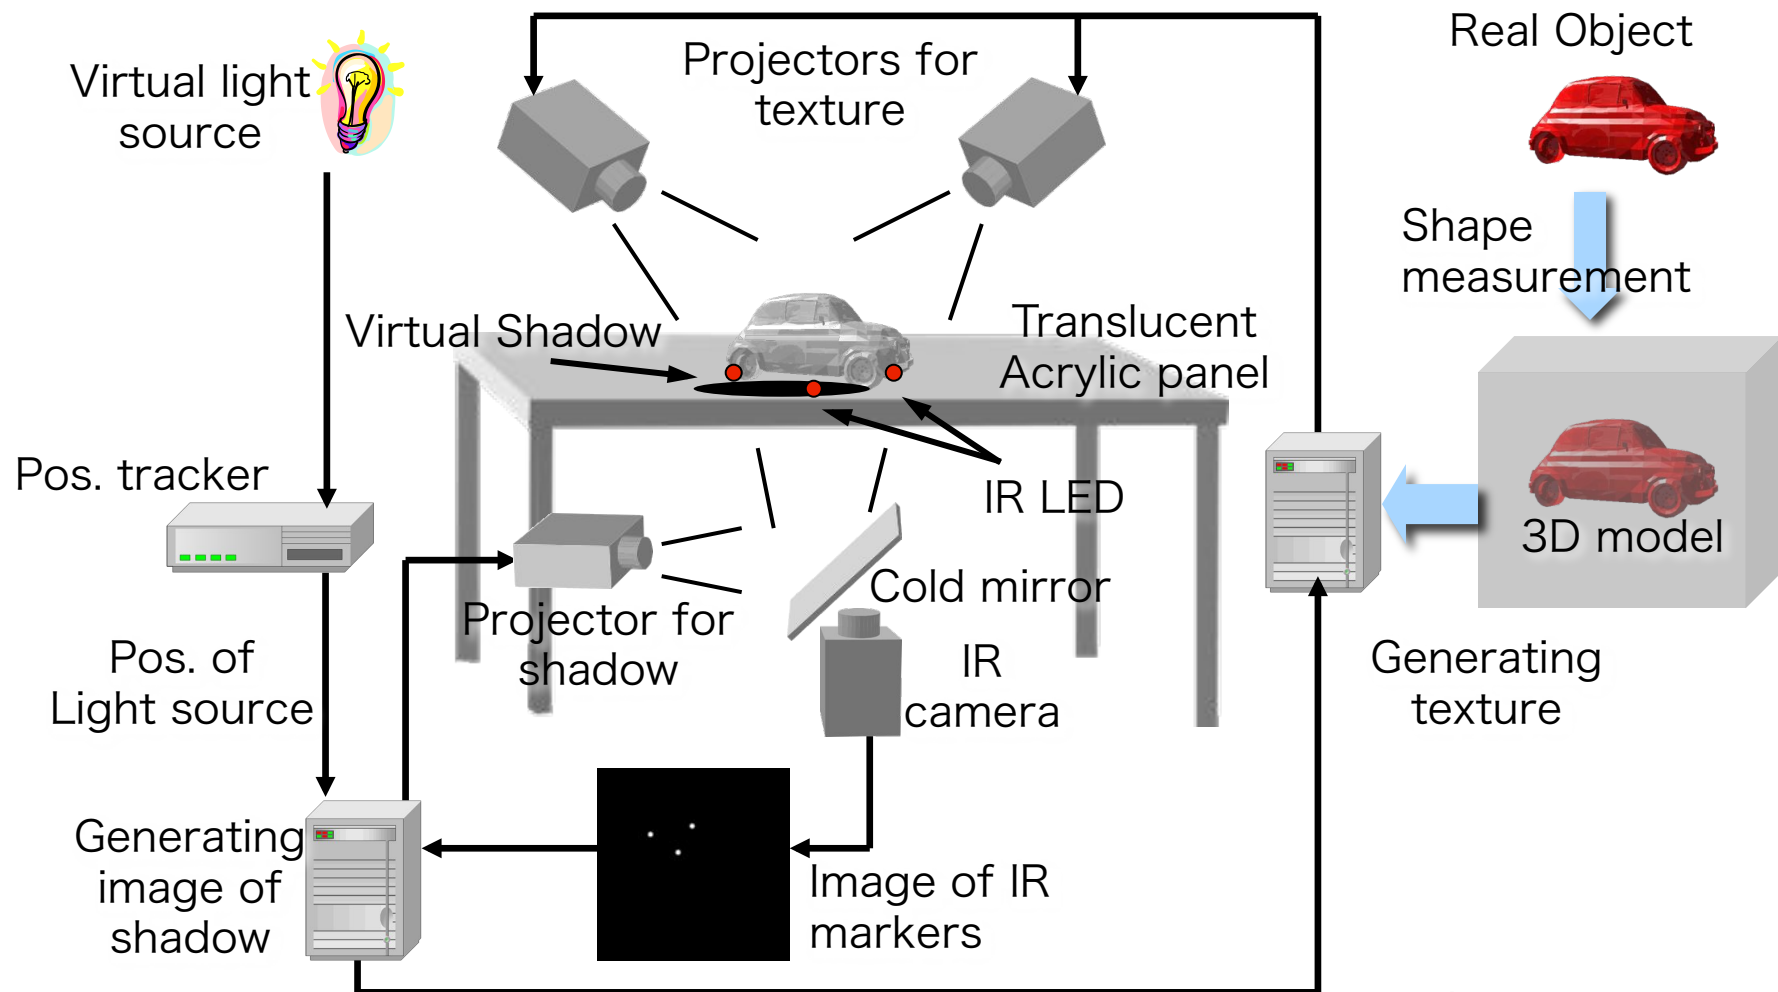 Virtual light
source
Projectors for
texture
Real Object
Shape
measurement
Virtual Shadow
Translucent
Acrylic panel
Pos. tracker
IR LED
3D model
Cold mirror
Projector for
shadow
IR
camera
Pos. of
Light source
Generating
texture
Generating
image of
shadow
Image of IR
markers